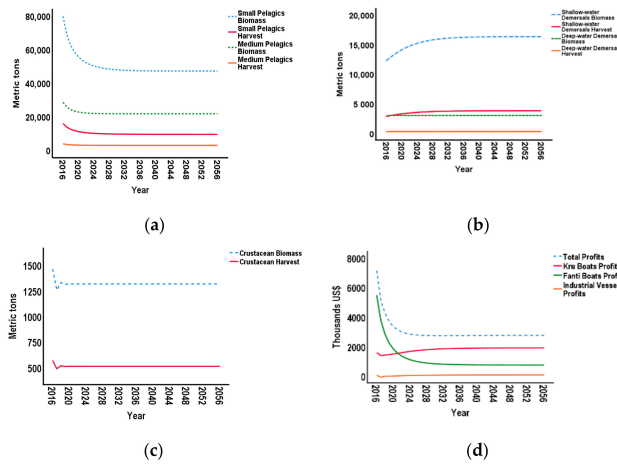 Small Pelagics
Biomass
Small Pelagics
Harvest
Medium Pelagics
Biomass
Medium Pelagics
Harvest
80,000
60,000
40,000
20,000
0
Metric tons
2016
2020
2024
2028
2032
2036
2040
2044
2048
2052
2056
Year
(a)
Shallow-water
Demersals Biomass
Shallow-water
Demersals Harvest
Deep-water Demersa
Biomass
Deep-water Demersa
Harvest
20,000
15,000
10,000
5 000
0
Metric tons
2016
2020
2024
2028
2032
2036
2040
2044
2048
2052
2056
Year
(b)
Crustacean Biomass
Crustacean Harvest
1500
1250
1000
750
500
Metric tons
2016
2020
2024
2028
2032
2036
2040
2044
2048
2052
2056
Year
(c)
Total Profits
Kru Boats Profit
Fanti Boats Prof
Industrial Vesse
Profits
8000
6000
4000
2000
0
Thousands US$
2016
2020
2024
2028
2032
2036
2040
2044
2048
2052
2056
Year
(d)